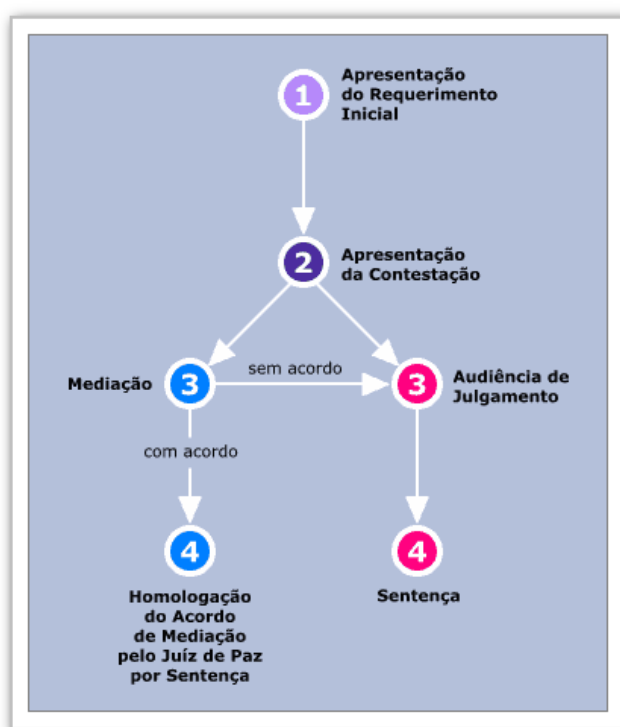 1
Apresentação
do Requerimento
Inicial
2
Apresentação
da Contestação
Mediação
3
sem acordo
3
Audiência de
Julgamento
com acordo
4
Homologação
do Acordo
de Mediação
pelo Juíz de Paz
por Sentença
4
Sentença